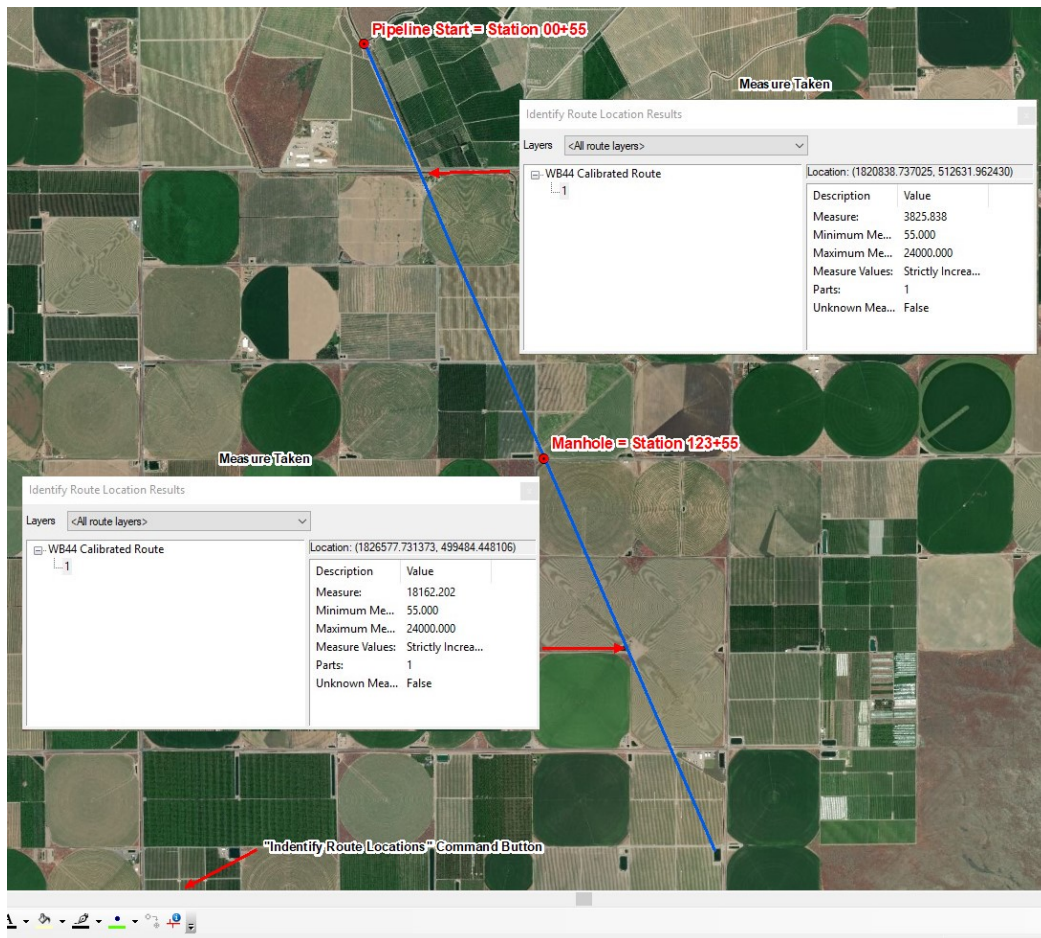 Pipeline Start = Station 00+55
Measure Taken
Identify Route Location Results
Layers <All route layers>
WB44 Calibrated Route
1
Location: (1820838.737025, 512631.962430)
Description Value
Measure: 3825.838
Minimum Me... 55.000
Maximum Me... 24000.000
Measure Values: Strictly Increa...
Parts: 1
Unknown Mea... False
Manhole = Station 123+55
Measure Taken
Identify Route Location Results
Layers <All route layers>
WB44 Calibrated Route
1
Location: (1826577.731373, 499484.448106)
Description Value
Measure: 18162.202
Minimum Me... 55.000
Maximum Me... 24000.000
Measure Values: Strictly Increa...
Parts: 1
Unknown Mea... False
"Indentify Route Locations" Command Button
A